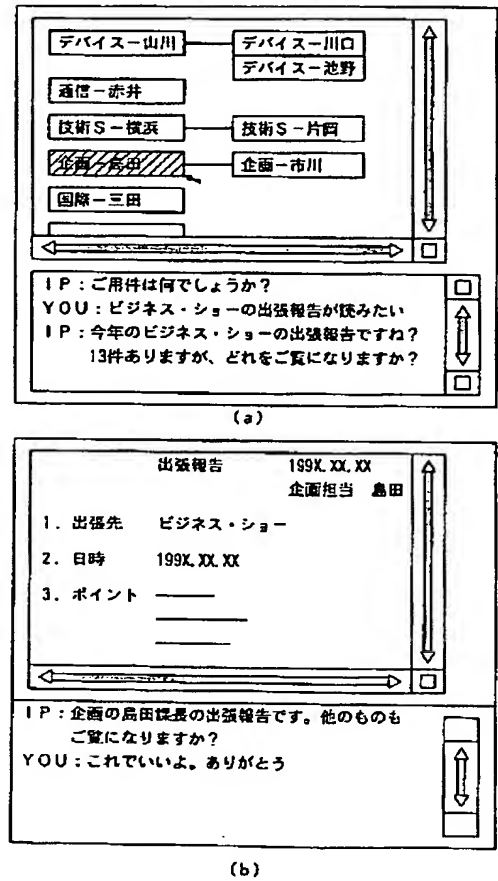 デバイスー山川 デバイスー川口
デバイスー池野
通信ー赤井
技術Sー横浜 技術Sー片岡
企画ー島田 企画ー市川
国際ー三田
IP:ご用件は何でしょうか?
YOU:ビジネス・ショーの出張報告が読みたい
IP:今年のビジネス・ショーの出張報告ですね?
13件ありますが、どれをご覧になりますか?
(a)
出張報告 199X.XX.XX
企画担当 島田
1. 出張先 ビジネス・ショー
2. 日時 199X.XX.XX
3. ポイント
IP:企画の島田課長の出張報告です。他のものも
ご覧になりますか?
YOU:これでいいよ。ありがとう
(b)